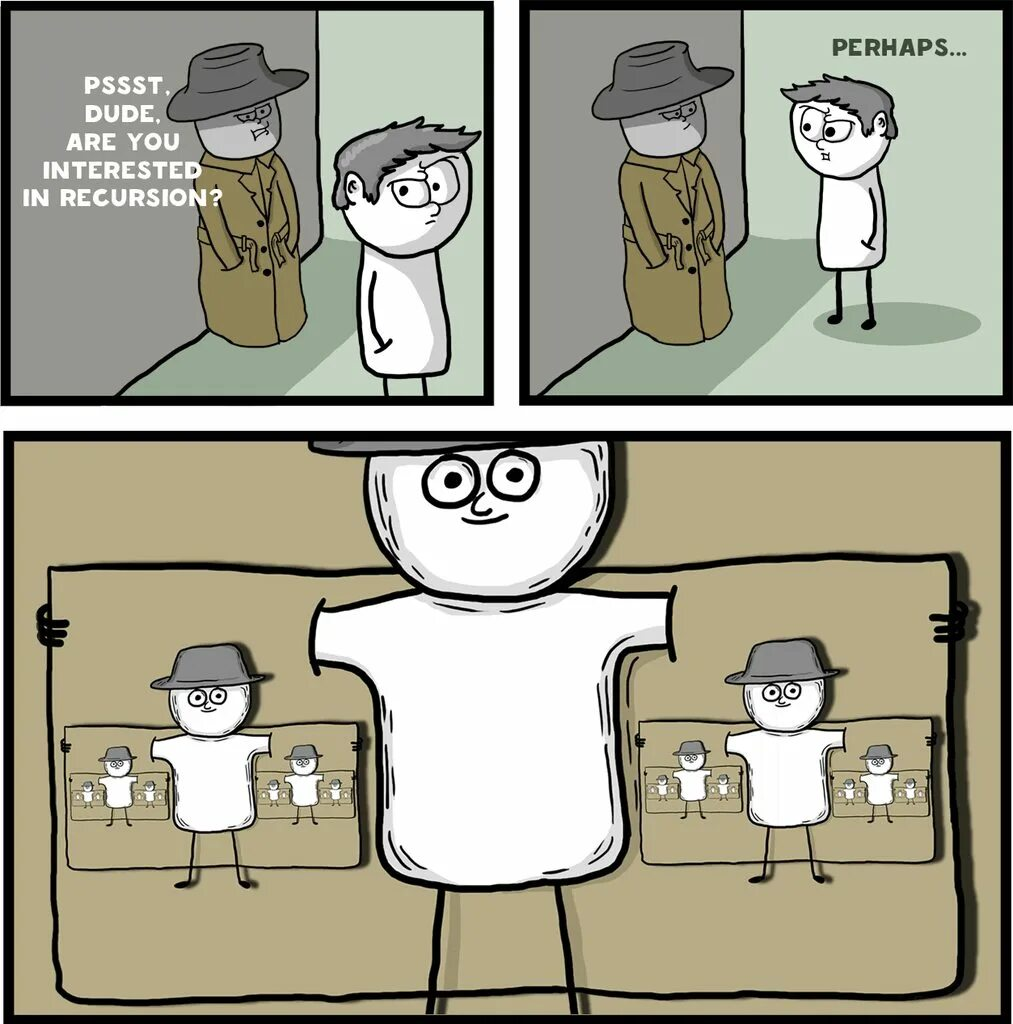 PSSST,
DUDE,
ARE YOU
INTERESTED
IN RECURSION?
PERHAPS...